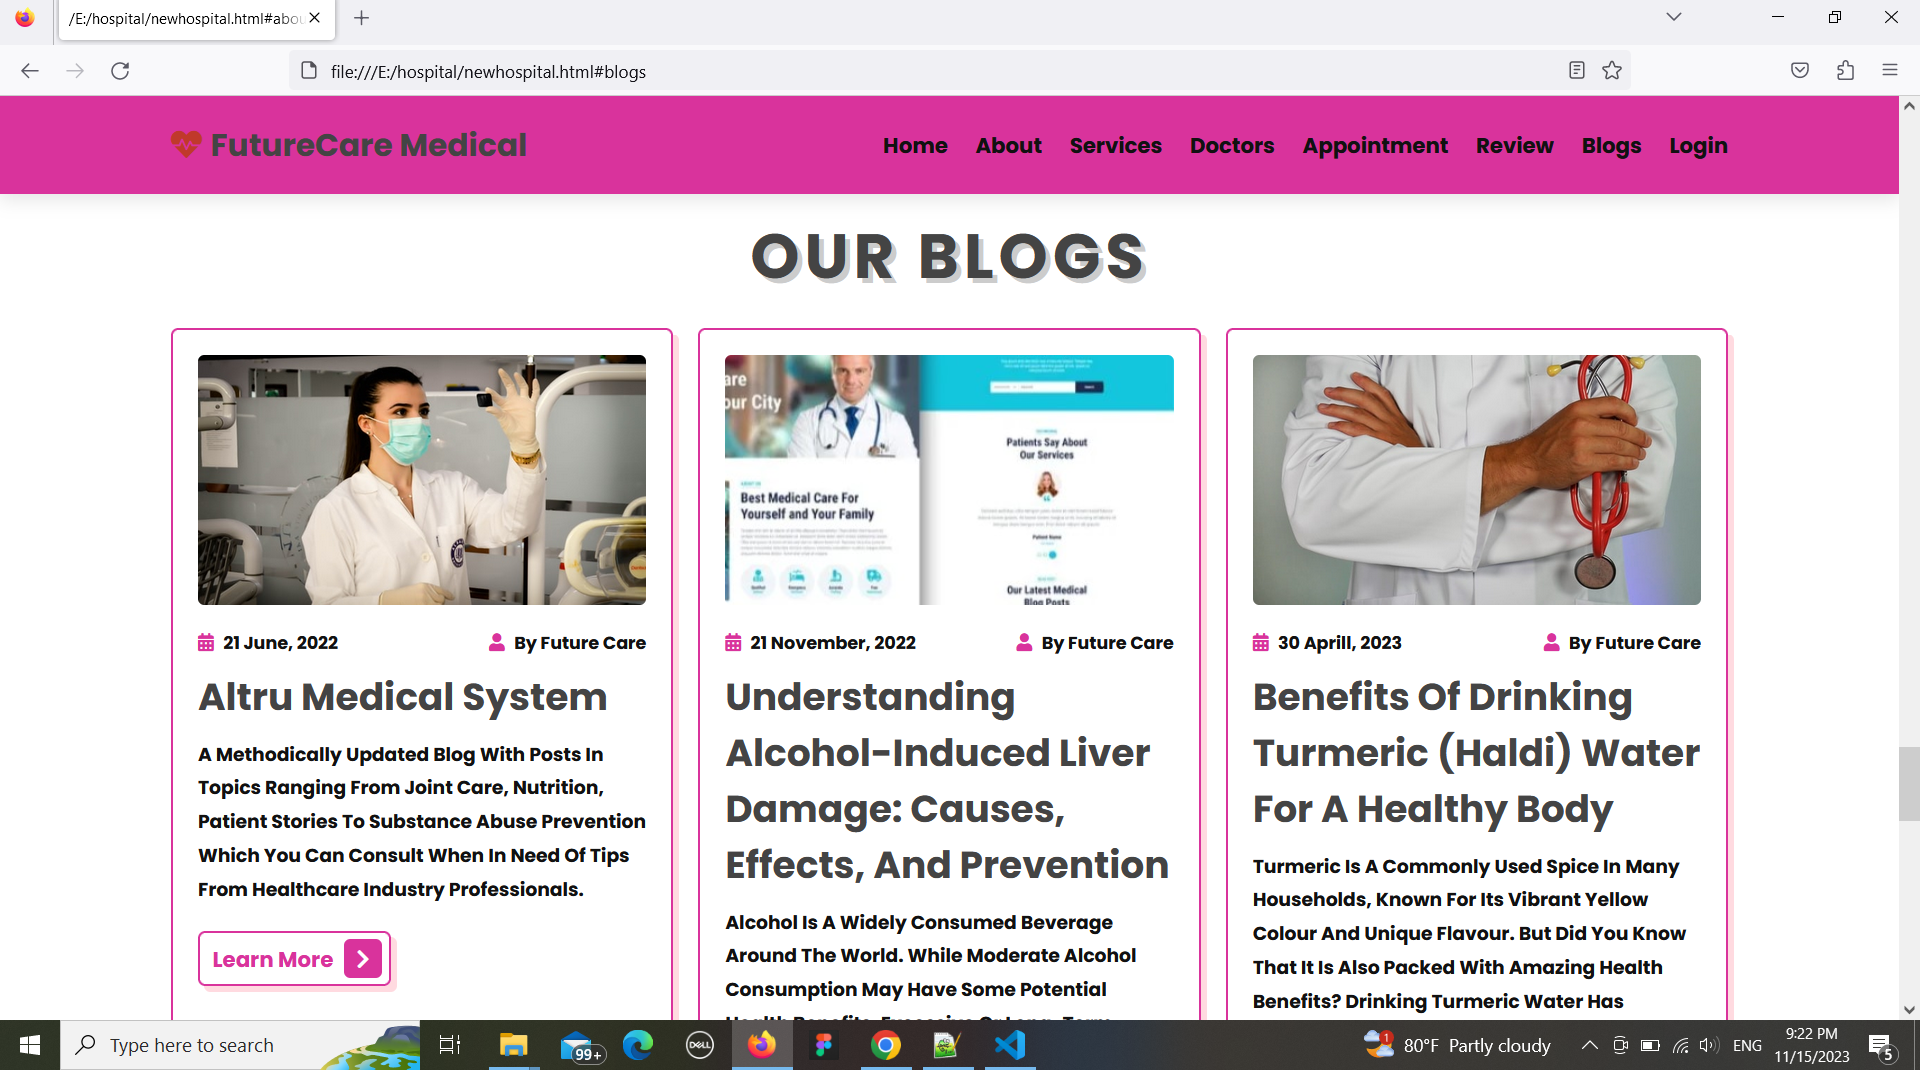 /E:/hospital/newhospital.html#abou
file:///E:/hospital/newhospital.html#blogs
FutureCare Medical
Home About Services Doctors Appointment Review Blogs Login
OUR BLOGS
are
our City
Best Medical Care For
Yourself and Your Family
Patients Say About
Our Services
Our Latest Medical
Blog Posts
21 June, 2022 By Future Care
Altru Medical System
A Methodically Updated Blog With Posts In
Topics Ranging From Joint Care, Nutrition,
Patient Stories To Substance Abuse Prevention
Which You Can Consult When In Need Of Tips
From Healthcare Industry Professionals.
Learn More
21 November, 2022 By Future Care
Understanding
Alcohol-Induced Liver
Damage: Causes,
Effects, And Prevention
Alcohol Is A Widely Consumed Beverage
Around The World. While Moderate Alcohol
Consumption May Have Some Potential
Health Benefits, Excessive Or Long-Term
30 Aprill, 2023 By Future Care
Benefits Of Drinking
Turmeric (Haldi) Water
For A Healthy Body
Turmeric Is A Commonly Used Spice In Many
Households, Known For Its Vibrant Yellow
Colour And Unique Flavour. But Did You Know
That It Is Also Packed With Amazing Health
Benefits? Drinking Turmeric Water Has
Type here to search
99+
DELL
1
80°F Partly cloudy
ENG
9:22 PM
11/15/2023
5